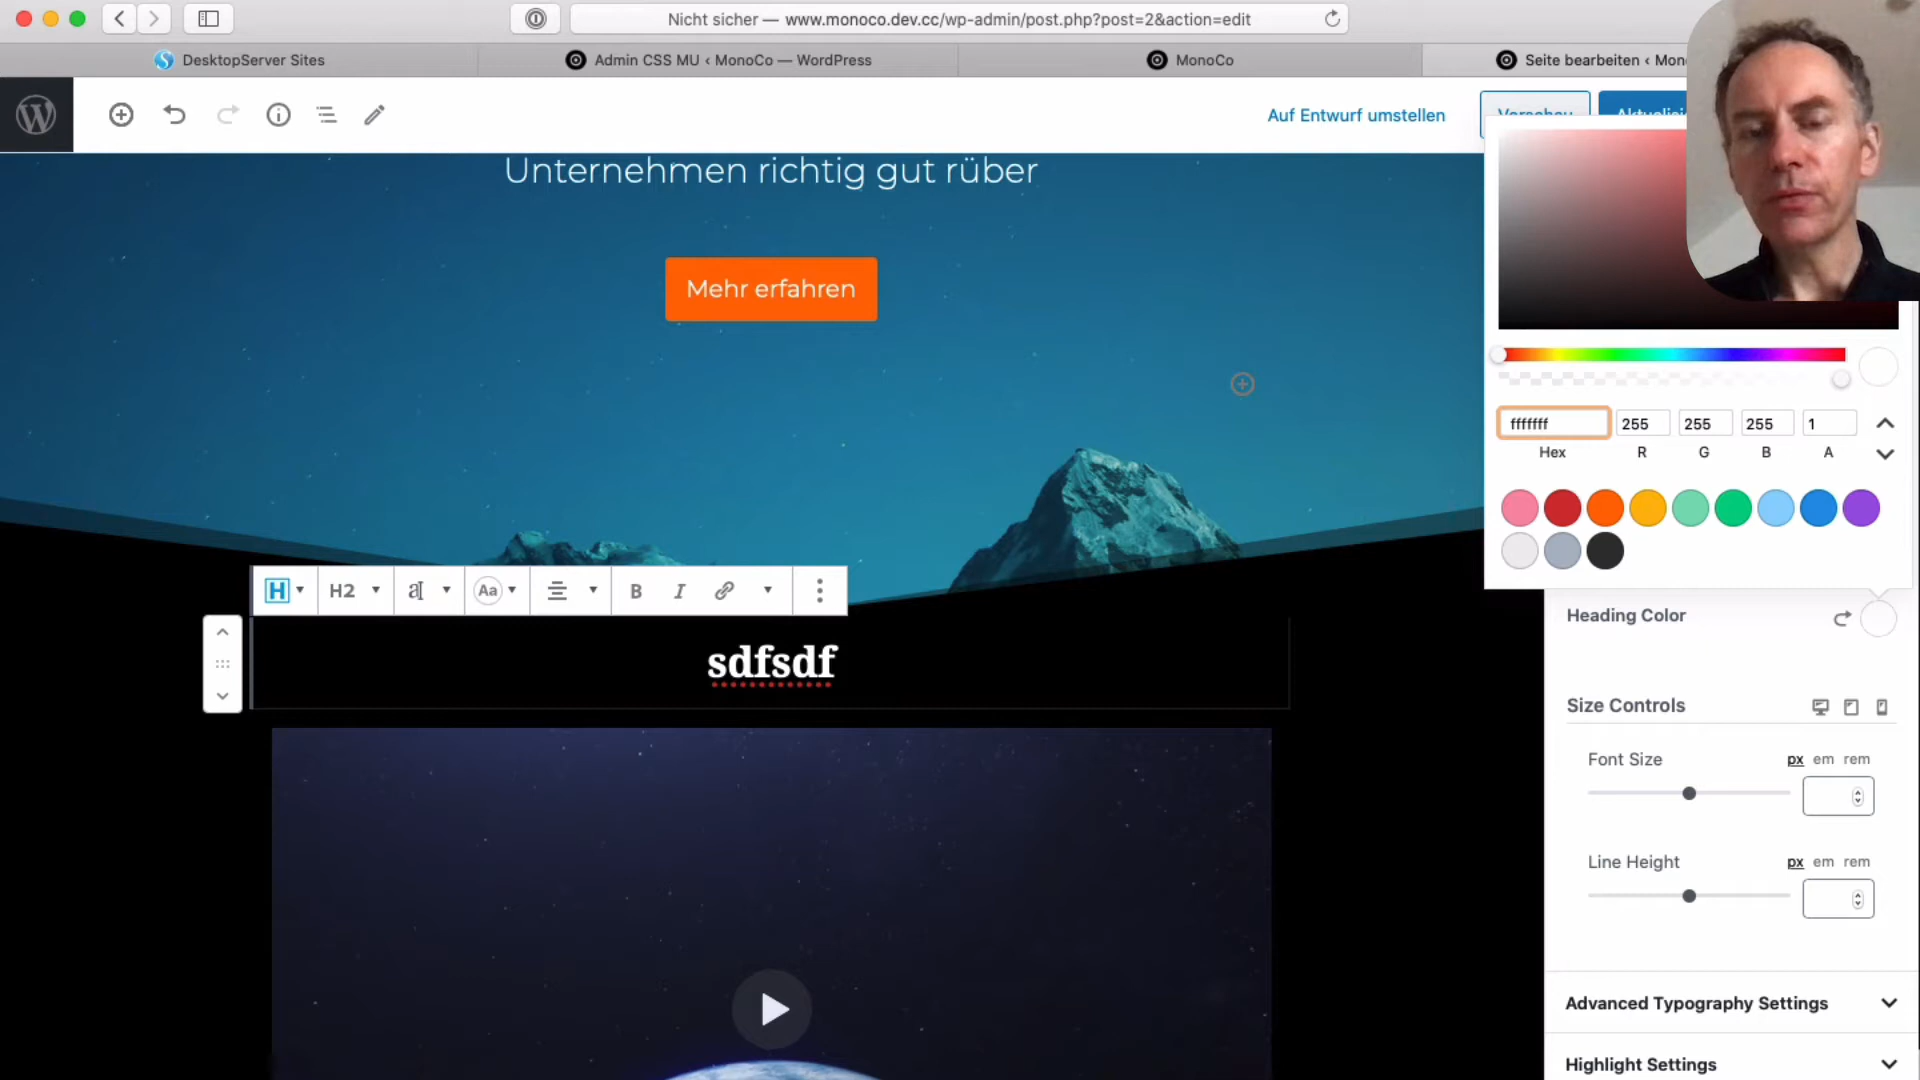 Nicht sicher — www.monoco.dev.cc/wp-admin/post.php?post=2&action=edit
DesktopServer Sites
Admin CSS MU ‹ MonoCo — WordPress
MonoCo
Seite bearbeiten ‹ Mon
Auf Entwurf umstellen
Vorschau
Aktualisi
Unternehmen richtig gut rüber
Mehr erfahren
fffffff
255
255
255
1
Hex
R
G
B
A
H
H2
Aa
B
I
sdfsdf
Heading Color
Size Controls
Font Size
px em rem
Line Height
px em rem
Advanced Typography Settings
Highlight Settings